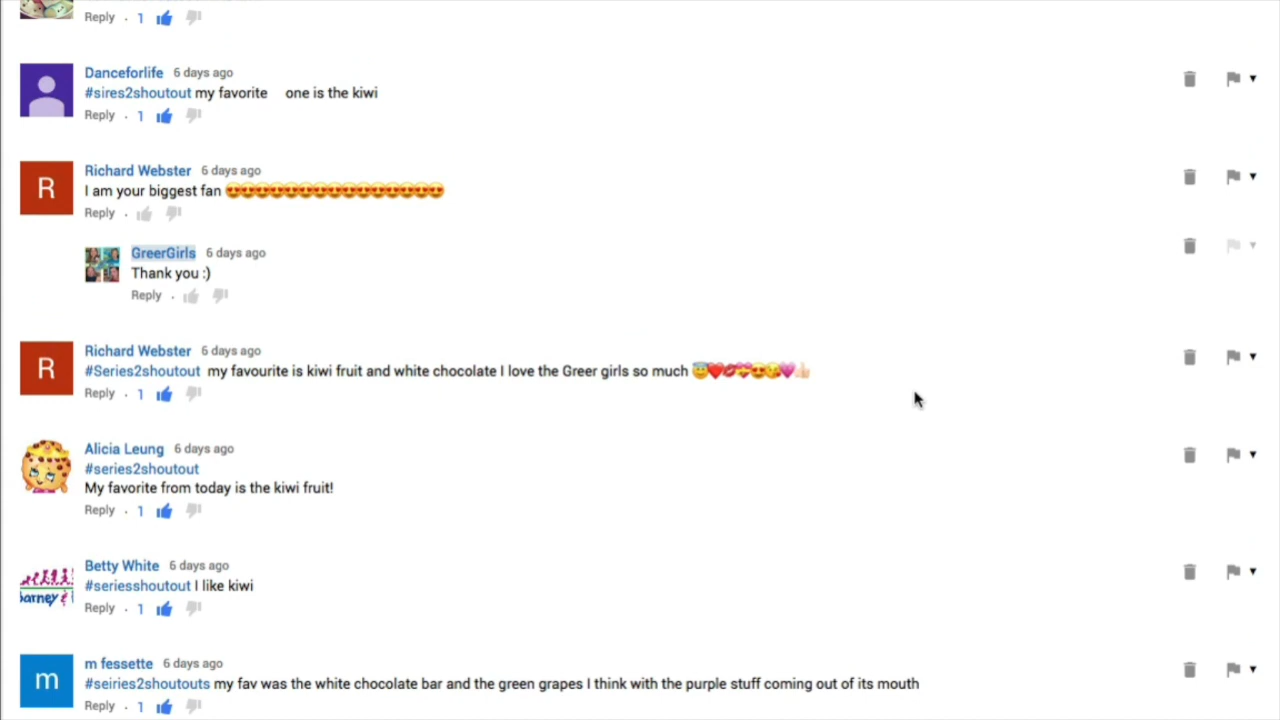 Reply . 1
Danceforlife 6 days ago
#sires2shoutout my favorite one is the kiwi
Reply . 1
R
Richard Webster 6 days ago
I am your biggest fan 😍😍😍😍😍😍😍😍😍😍😍😍😍😍😍
Reply .
GreerGirls 6 days ago
Thank you :)
Reply .
R
Richard Webster 6 days ago
#Series2shoutout my favourite is kiwi fruit and white chocolate I love the Greer girls so much 😇❤️💋💝😍😘💗👍🏻
Reply . 1
Alicia Leung 6 days ago
#series2shoutout
My favorite from today is the kiwi fruit!
Reply . 1
barney &
Betty White 6 days ago
#seriesshoutout I like kiwi
Reply . 1
m
m fessette 6 days ago
#seiries2shoutouts my fav was the white chocolate bar and the green grapes I think with the purple stuff coming out of its mouth
Reply . 1